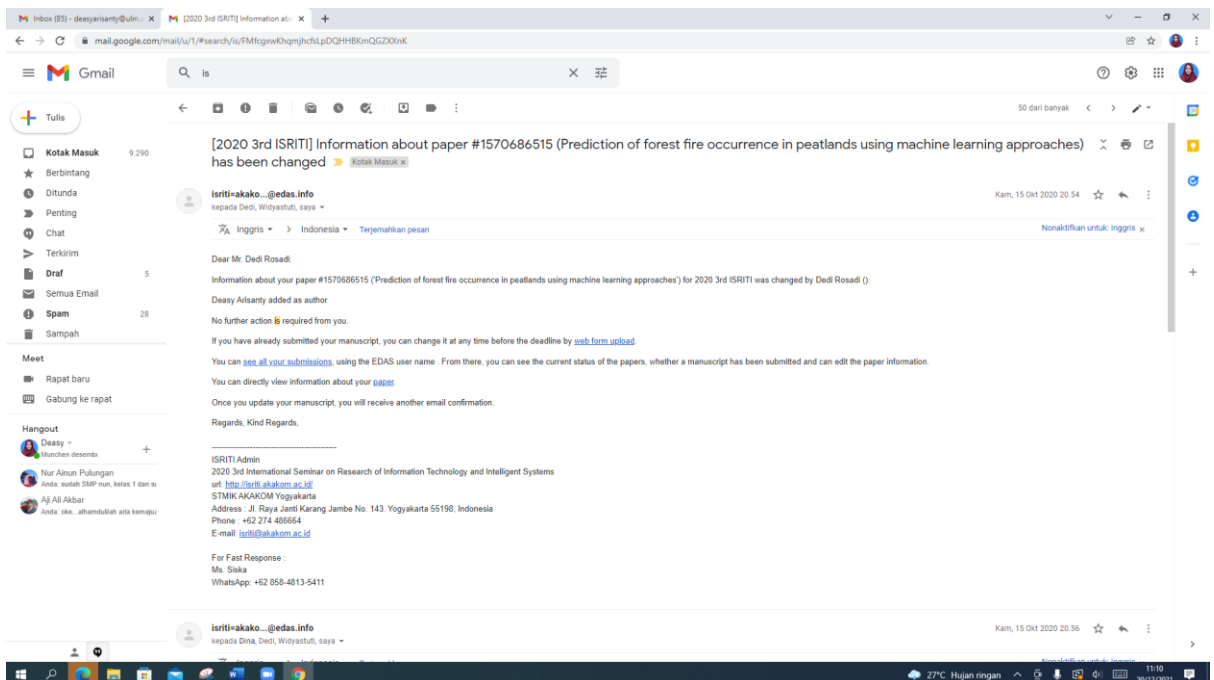 Inbox (85) - deasyarisanty@ulm.
[2020 3rd ISRITI] Information abo
mail.google.com/mail/u/1/#search/is/FMfcgxwKhqmjhcfsLpDQHHBKmQGZXXnK
Gmail
is
Tulis
50 dari banyak
Kotak Masuk 9.290
Berbintang
Ditunda
Penting
Chat
Terkirim
Draf 5
Semua Email
Spam 28
Sampah
Meet
Rapat baru
Gabung ke rapat
Hangout
Deasy
Munchen desembe
Nur Ainun Pulungan
Anda: sudah SMP nun, kelas 1 dan
Aji Ali Akbar
Anda: oke...alhamdulilah ada kemaju
[2020 3rd ISRITI] Information about paper #1570686515 (Prediction of forest fire occurrence in peatlands using machine learning approaches)
has been changed Kotak Masuk x
isriti=akako...@edas.info
Kam, 15 Okt 2020 20.54
kepada Dedi, Widyastuti, saya
Inggris > Indonesia Terjemahkan pesan
Nonaktifkan untuk: Inggris x
Dear Mr. Dedi Rosadi:
Information about your paper #1570686515 ('Prediction of forest fire occurrence in peatlands using machine learning approaches') for 2020 3rd ISRITI was changed by Dedi Rosadi ():
Deasy Arisanty added as author
No further action is required from you.
If you have already submitted your manuscript, you can change it at any time before the deadline by web form upload.
You can see all your submissions, using the EDAS user name . From there, you can see the current status of the papers, whether a manuscript has been submitted and can edit the paper information.
You can directly view information about your paper.
Once you update your manuscript, you will receive another email confirmation.
Regards, Kind Regards,
ISRITI Admin
2020 3rd International Seminar on Research of Information Technology and Intelligent Systems
url: http://isriti.akakom.ac.id/
STMIK AKAKOM Yogyakarta
Address : Jl. Raya Janti Karang Jambe No. 143. Yogyakarta 55198, Indonesia
Phone : +62 274 486664
E-mail: isriti@akakom.ac.id
For Fast Response :
Ms. Siska
WhatsApp: +62 858-4813-5411
isriti=akako...@edas.info
Kam, 15 Okt 2020 20.56
kepada Dina, Dedi, Widyastuti, saya
27°C Hujan ringan
11:10